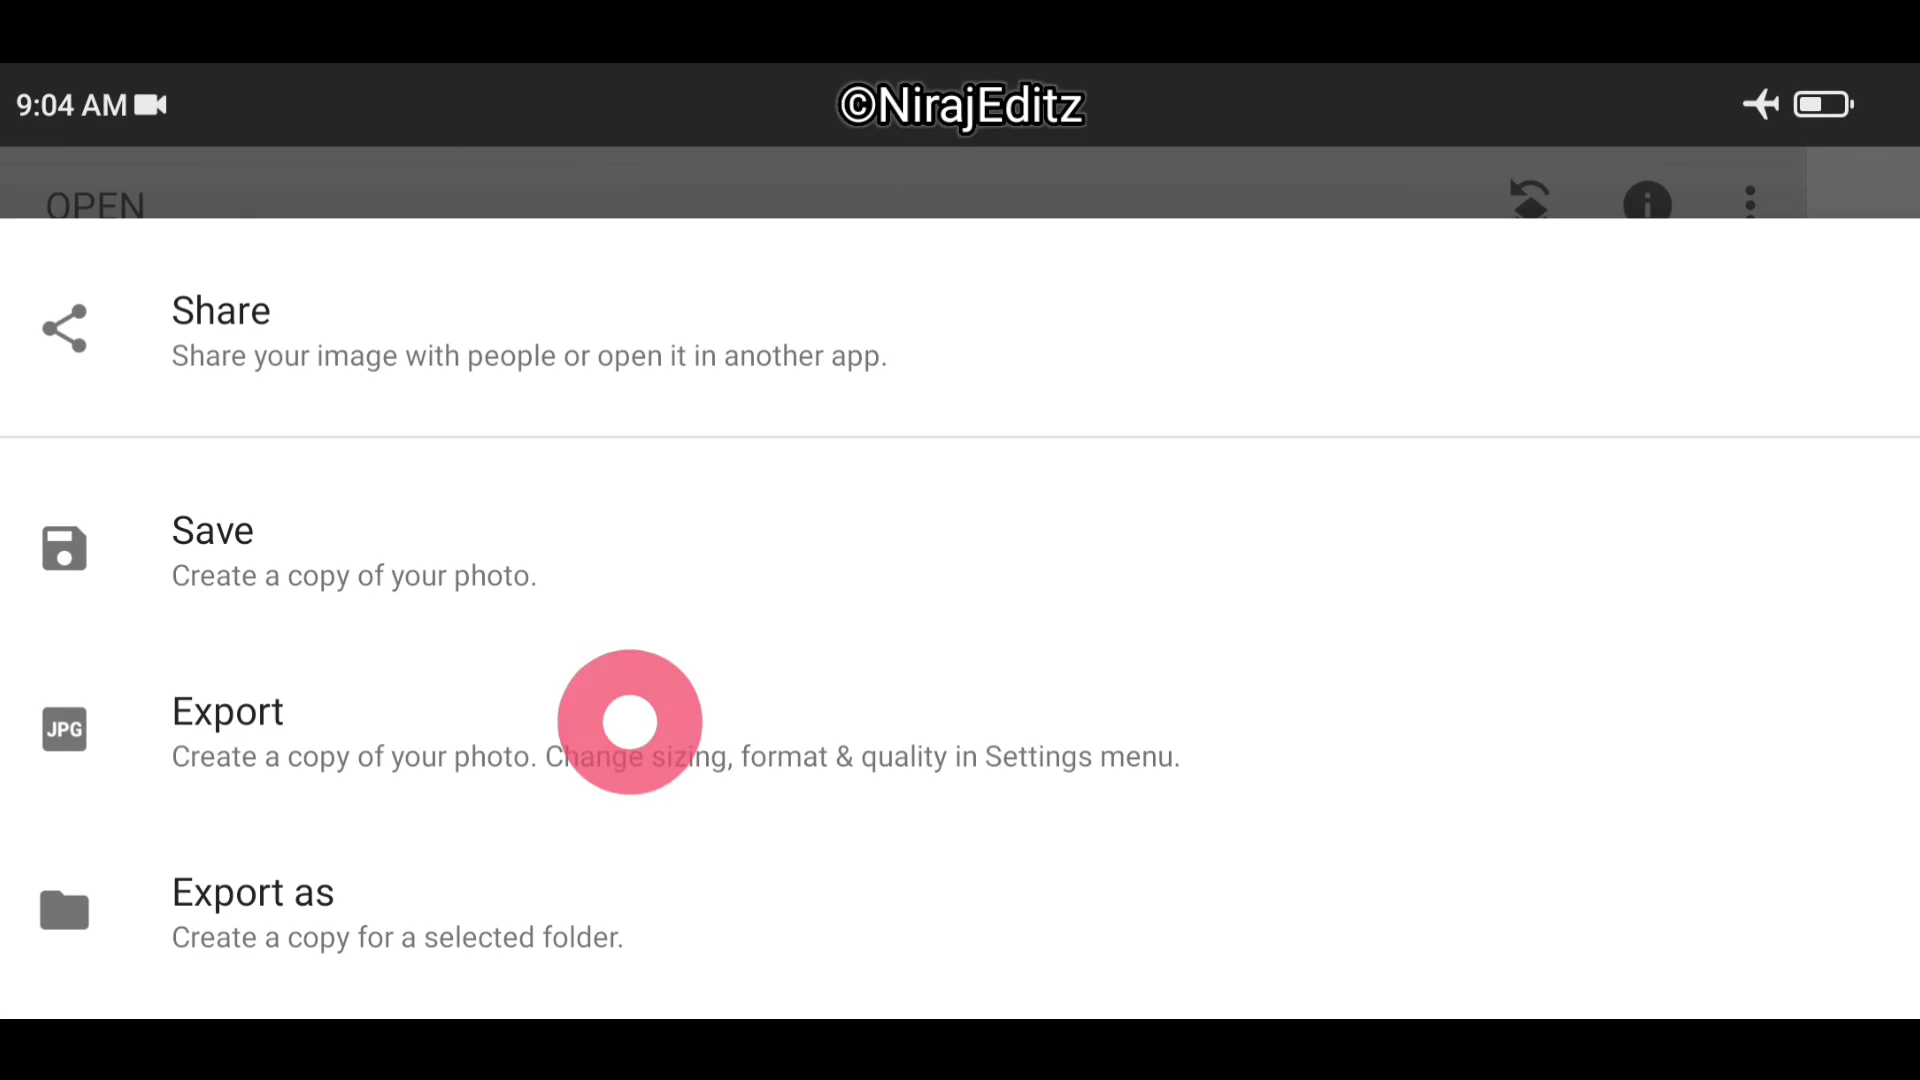 9:04 AM
©NirajEditz
OPEN
Share
Share your image with people or open it in another app.
Save
Create a copy of your photo.
JPG
Export
Create a copy of your photo. Change sizing, format & quality in Settings menu.
Export as
Create a copy for a selected folder.